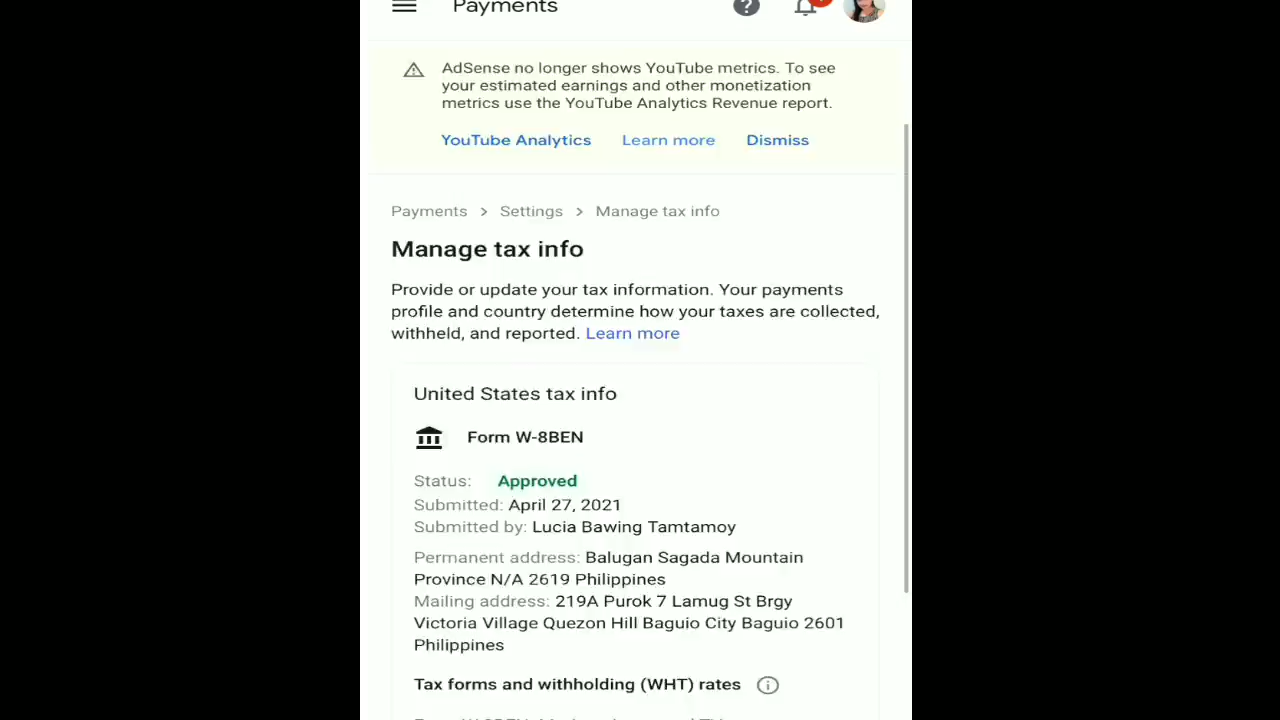 Payments
AdSense no longer shows YouTube metrics. To see
your estimated earnings and other monetization
metrics use the YouTube Analytics Revenue report.
YouTube Analytics Learn more Dismiss
Payments > Settings > Manage tax info
Manage tax info
Provide or update your tax information. Your payments
profile and country determine how your taxes are collected,
withheld, and reported. Learn more
United States tax info
Form W-8BEN
Status: Approved
Submitted: April 27, 2021
Submitted by: Lucia Bawing Tamtamoy
Permanent address: Balugan Sagada Mountain
Province N/A 2619 Philippines
Mailing address: 219A Purok 7 Lamug St Brgy
Victoria Village Quezon Hill Baguio City Baguio 2601
Philippines
Tax forms and withholding (WHT) rates